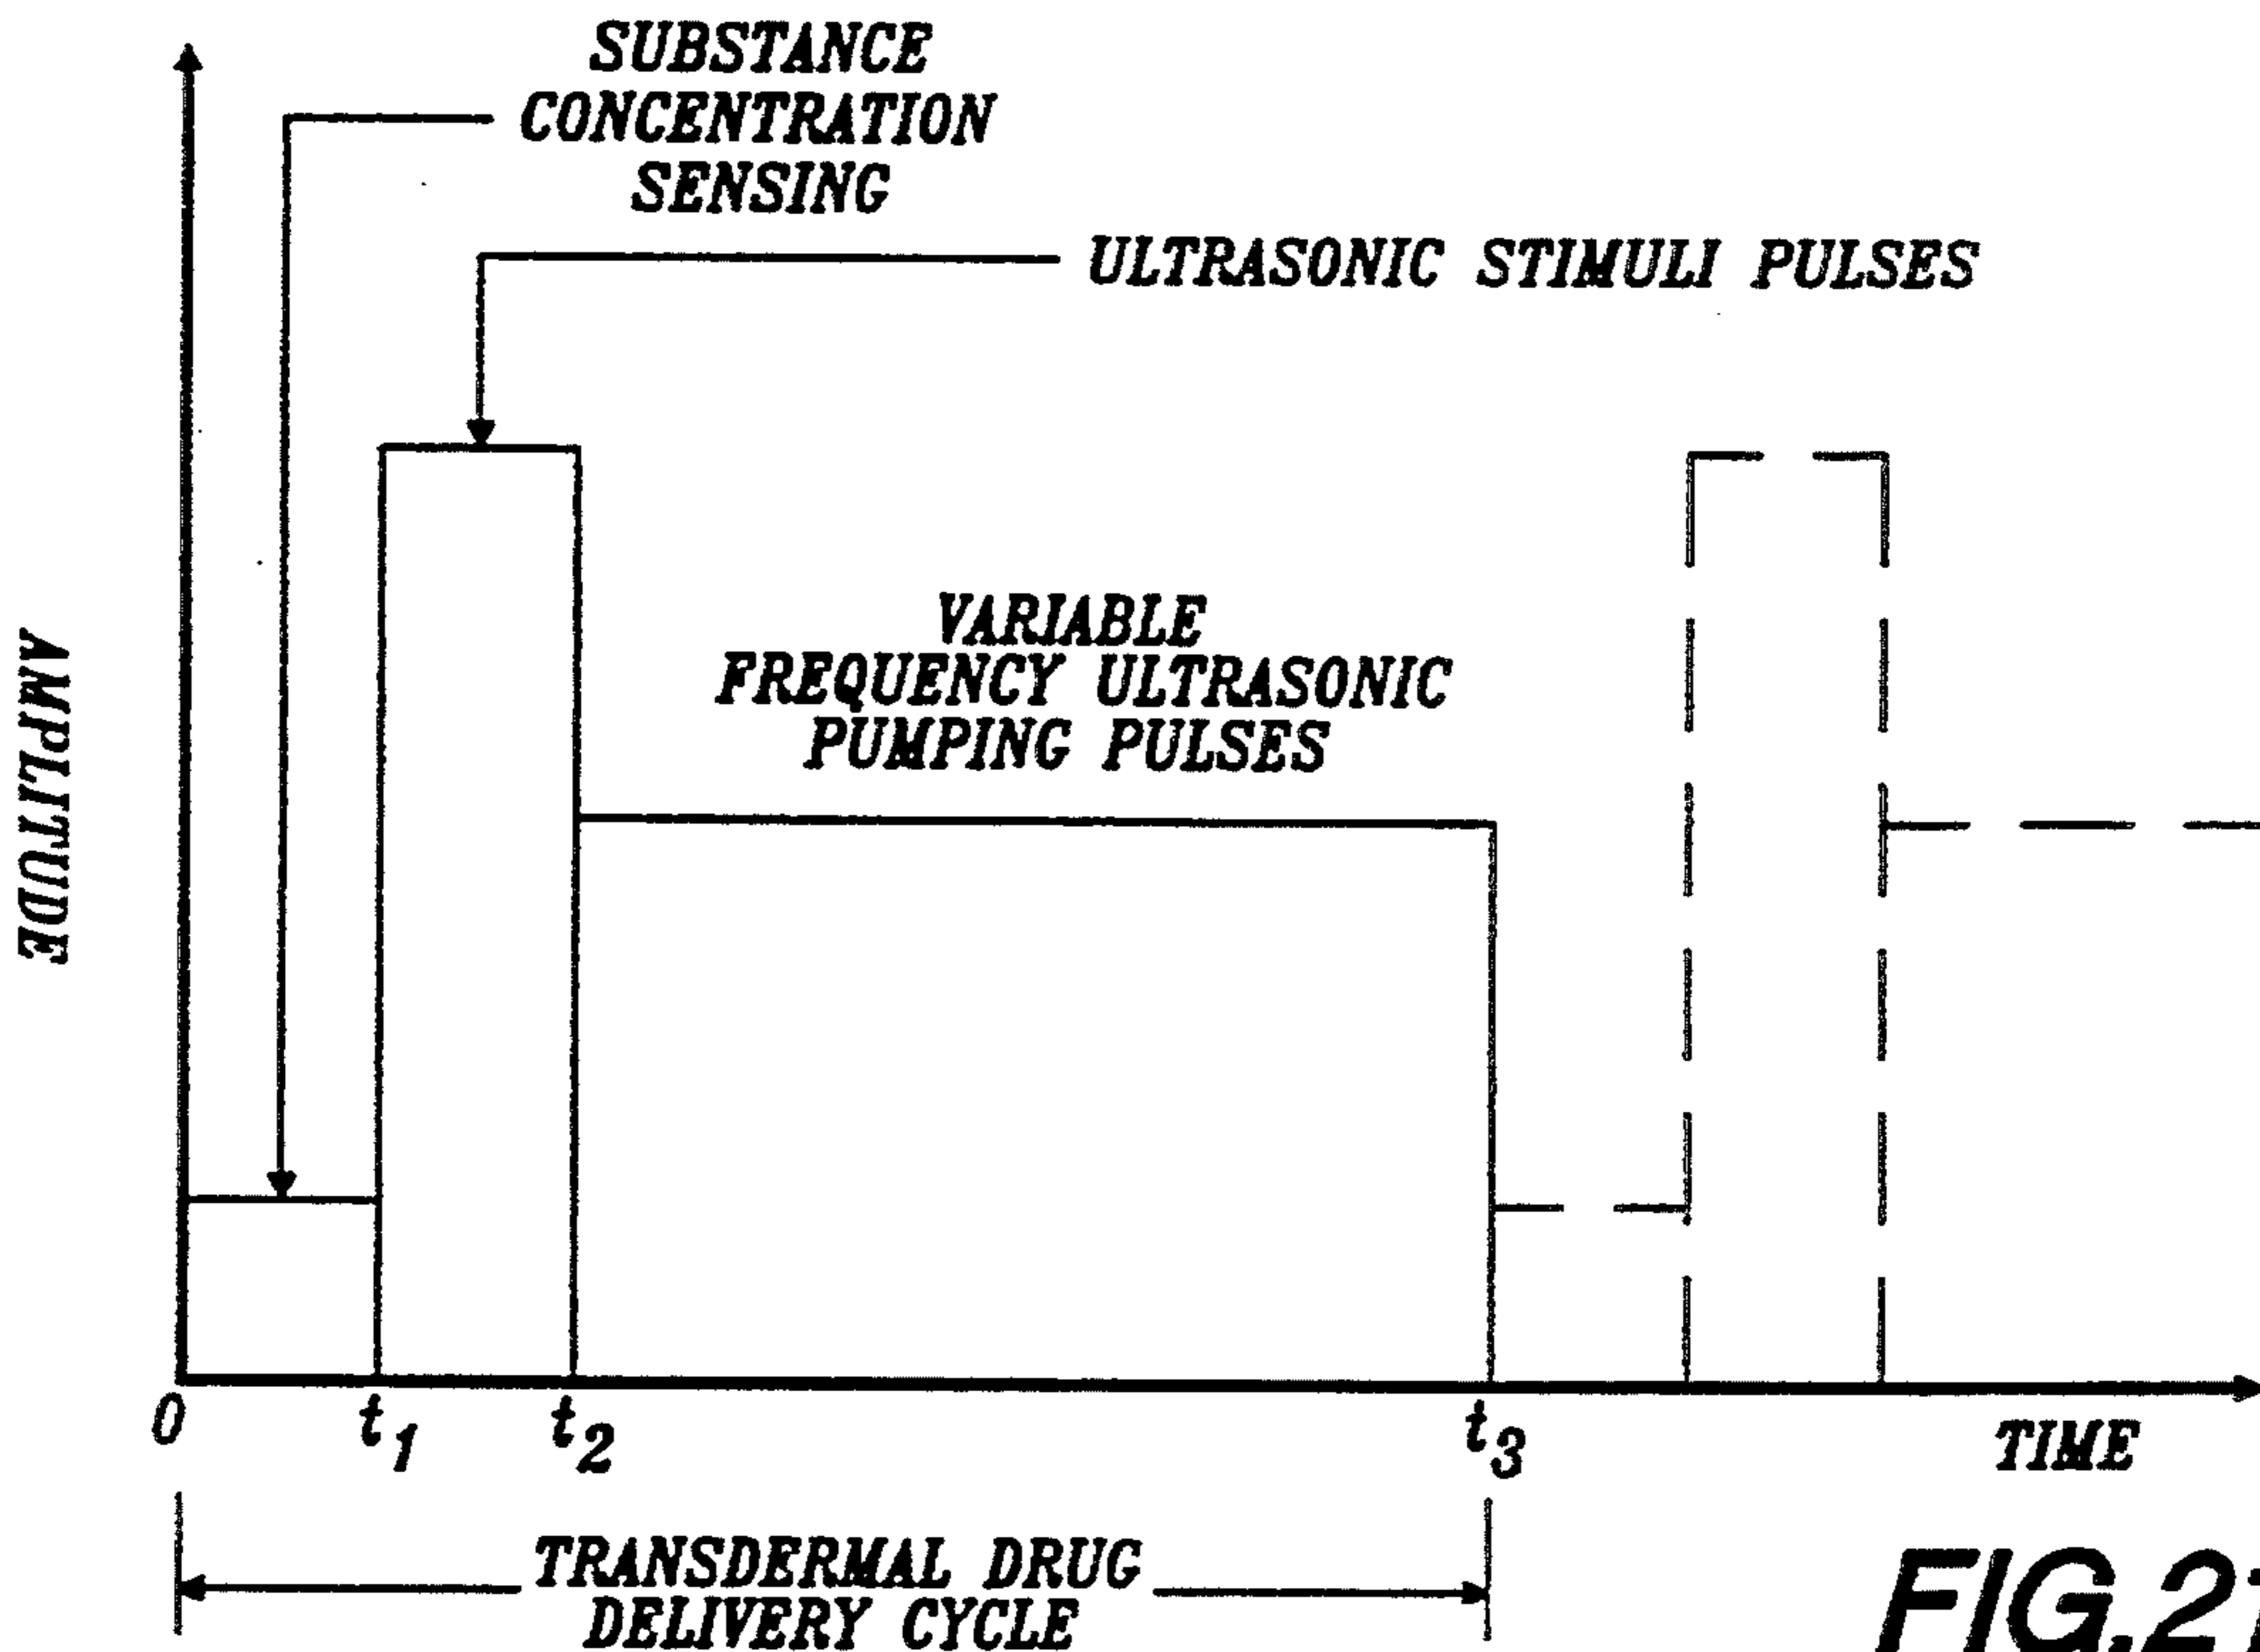 SUBSTANCE
CONCENTRATION
SENSING
ULTRASONIC STIMULI PULSES
VARIABLE
FREQUENCY ULTRASONIC
PUMPING PULSES
AMPLITUDE
0
t1
t2
t3
TIME
TRANSDERMAL DRUG
DELIVERY CYCLE